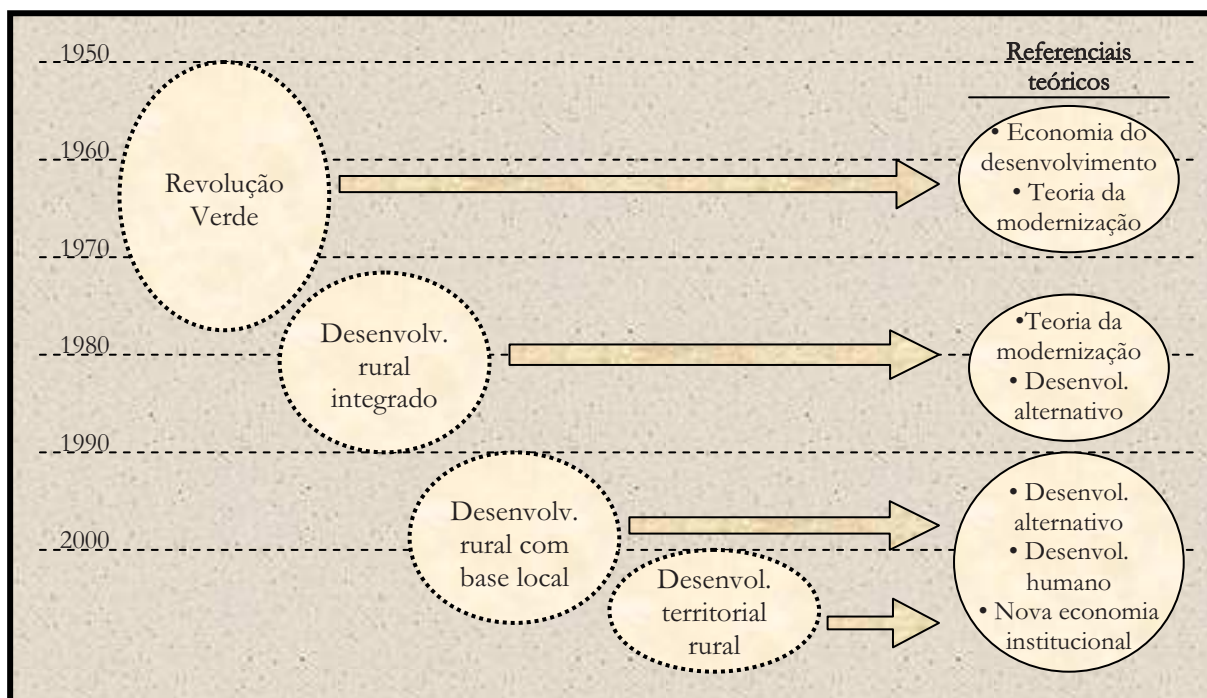 1950
Referenciais
teóricos
1960
• Economia do
desenvolvimento
• Teoria da
modernização
Revolução
Verde
1970
Desenvolv.
rural
integrado
1980
•Teoria da
modernização
• Desenvol.
alternativo
1990
Desenvolv.
rural com
base local
2000
Desenvol.
territorial
rural
• Desenvol.
alternativo
• Desenvol.
humano
• Nova economia
institucional